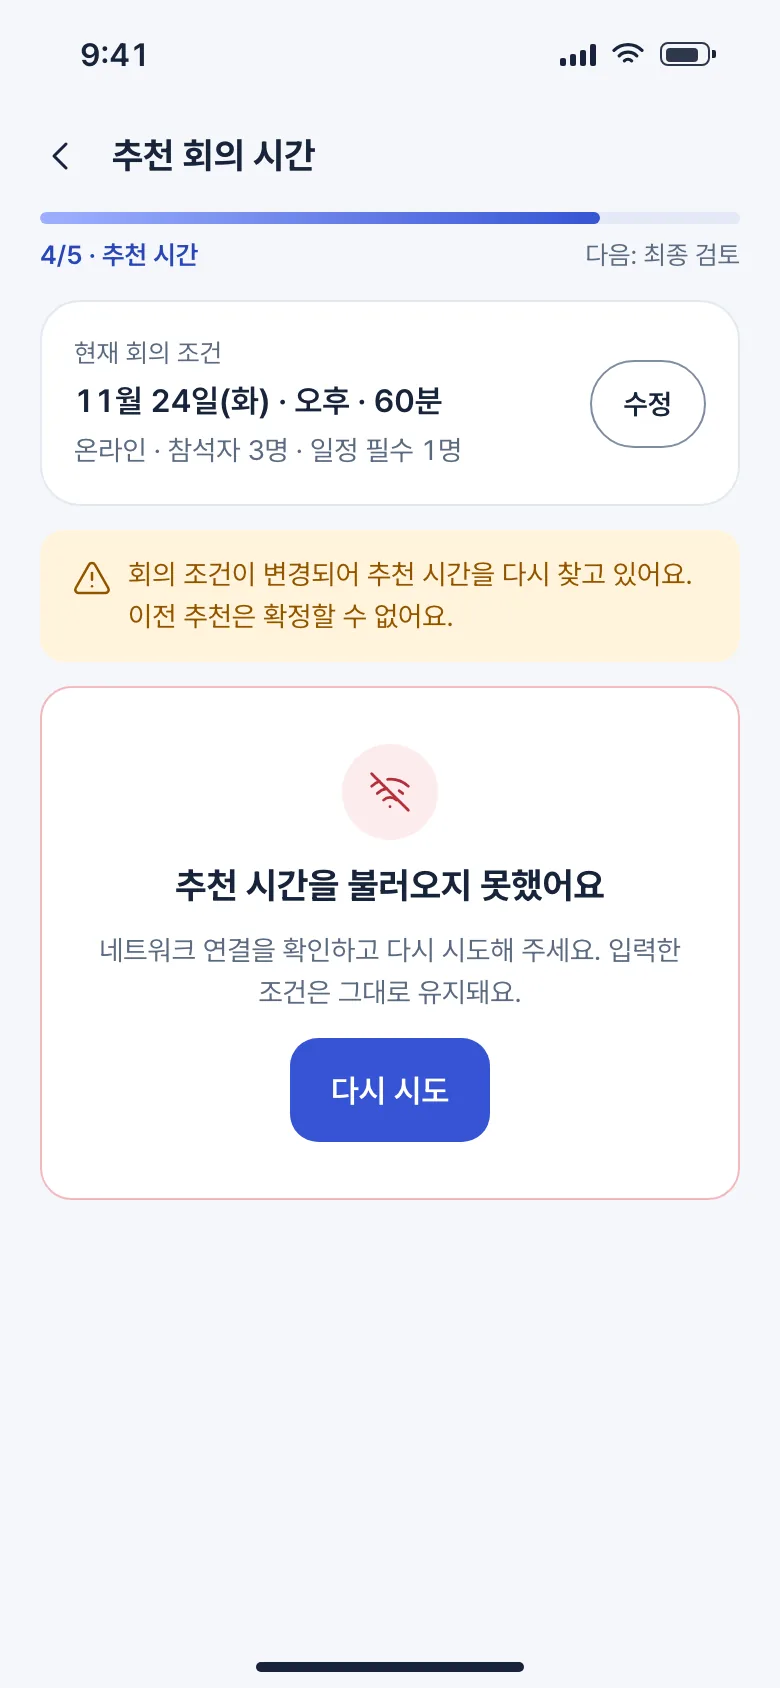 9:41
추천 회의 시간
4/5 · 추천 시간
다음: 최종 검토
현재 회의 조건
11월 24일(화) · 오후 · 60분
온라인 · 참석자 3명 · 일정 필수 1명
수정
회의 조건이 변경되어 추천 시간을 다시 찾고 있어요.
이전 추천은 확정할 수 없어요.
추천 시간을 불러오지 못했어요
네트워크 연결을 확인하고 다시 시도해 주세요. 입력한
조건은 그대로 유지돼요.
다시 시도